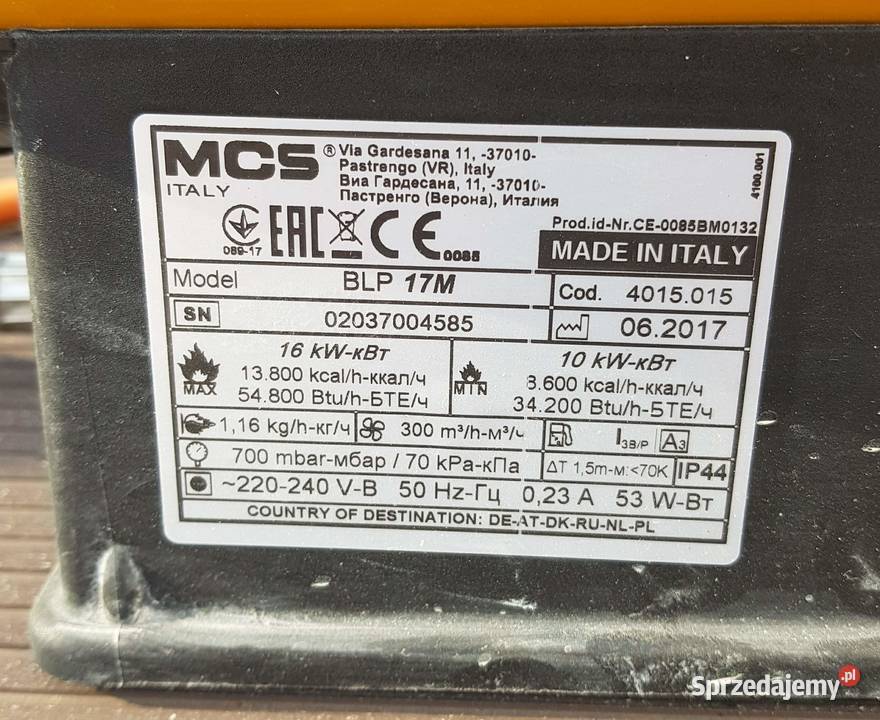 MCS ® Via Gardesana 11, -37010-
Pastrengo (VR), Italy
ITALY Виа Гардесана, 11, -37010-
Пастренго (Верона), Италия
4100.001
Prod.id-Nr.CE-0085BM0132
089-17 EAC CE 0085 MADE IN ITALY
Model BLP 17M Cod. 4015.015
SN 02037004585 06.2017
16 kW-кВт 10 kW-кВт
MAX 13.800 kcal/h-ккал/ч MIN 8.600 kcal/h-ккал/ч
54.800 Btu/h-БТЕ/ч 34.200 Btu/h-БТЕ/ч
1,16 kg/h-кг/ч 300 m³/h-м³/ч I3B/P A3
700 mbar-мбар / 70 kPa-кПа ΔT 1,5m-м:<70K IP44
~220-240 V-В 50 Hz-Гц 0,23 A 53 W-Вт
COUNTRY OF DESTINATION: DE-AT-DK-RU-NL-PL
Sprzedajemy.pl